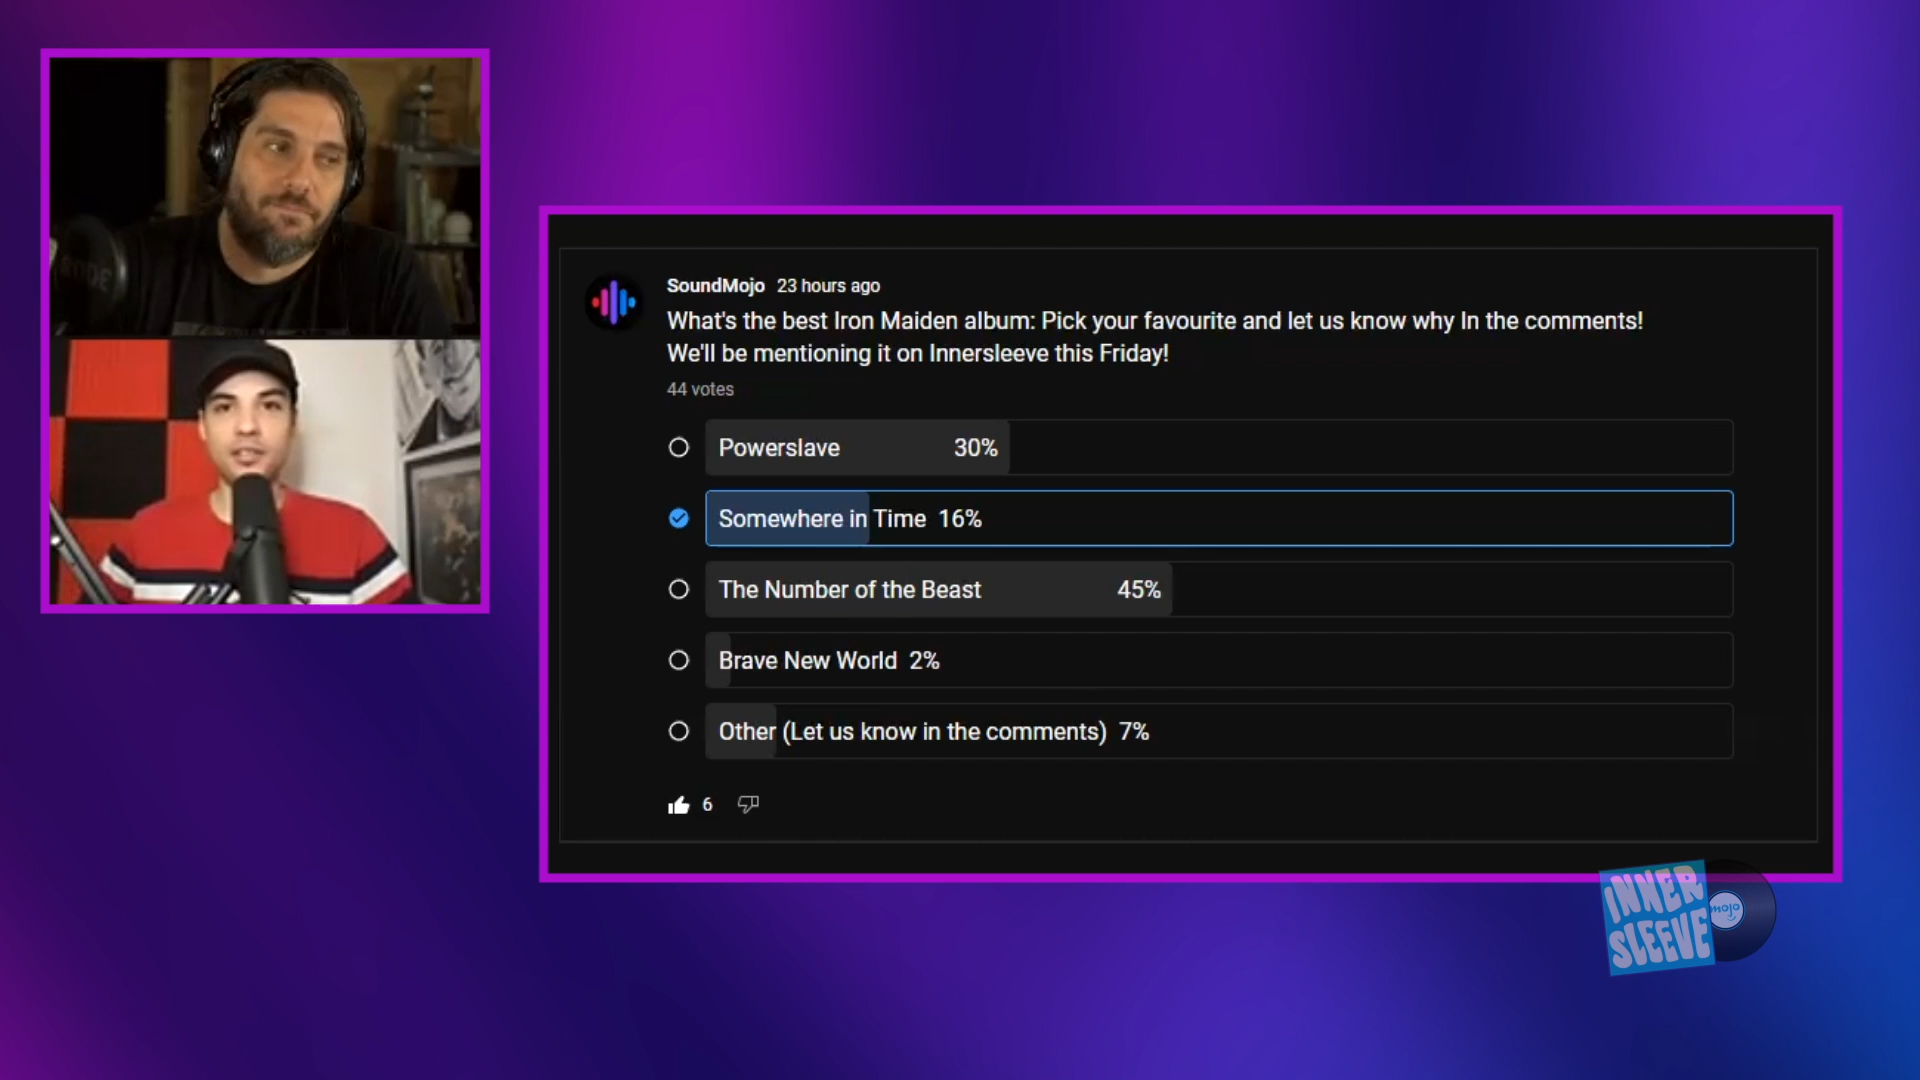 SoundMojo 23 hours ago
What's the best Iron Maiden album: Pick your favourite and let us know why In the comments!
We'll be mentioning it on Innersleeve this Friday!
44 votes
Powerslave 30%
Somewhere in Time 16%
The Number of the Beast 45%
Brave New World 2%
Other (Let us know in the comments) 7%
6
INNER
SLEEVE
mojo
RODE